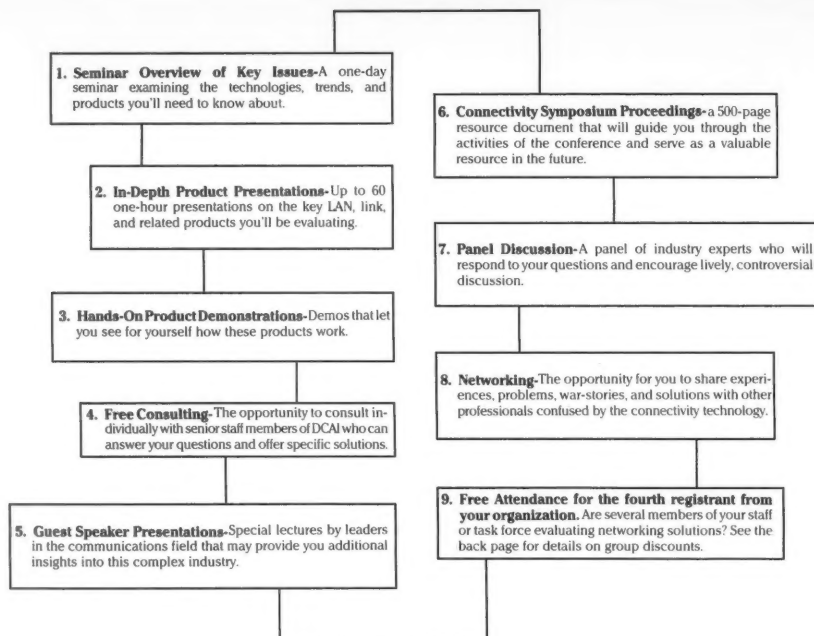 1. Seminar Overview of Key Issues-A one-day
seminar examining the technologies, trends, and
products you'll need to know about.
2. In-Depth Product Presentations-Up to 60
one-hour presentations on the key LAN, link,
and related products you'll be evaluating.
3. Hands-On Product Demonstrations-Demos that let
you see for yourself how these products work.
4. Free Consulting-The opportunity to consult in-
dividually with senior staff members of DCAI who can
answer your questions and offer specific solutions.
5. Guest Speaker Presentations-Special lectures by leaders
in the communications field that may provide you additional
insights into this complex industry.
6. Connectivity Symposium Proceedings-a 500-page
resource document that will guide you through the
activities of the conference and serve as a valuable
resource in the future.
7. Panel Discussion-A panel of industry experts who will
respond to your questions and encourage lively, controversial
discussion.
8. Networking-The opportunity for you to share experi-
ences, problems, war-stories, and solutions with other
professionals confused by the connectivity technology.
9. Free Attendance for the fourth registrant from
your organization. Are several members of your staff
or task force evaluating networking solutions? See the
back page for details on group discounts.